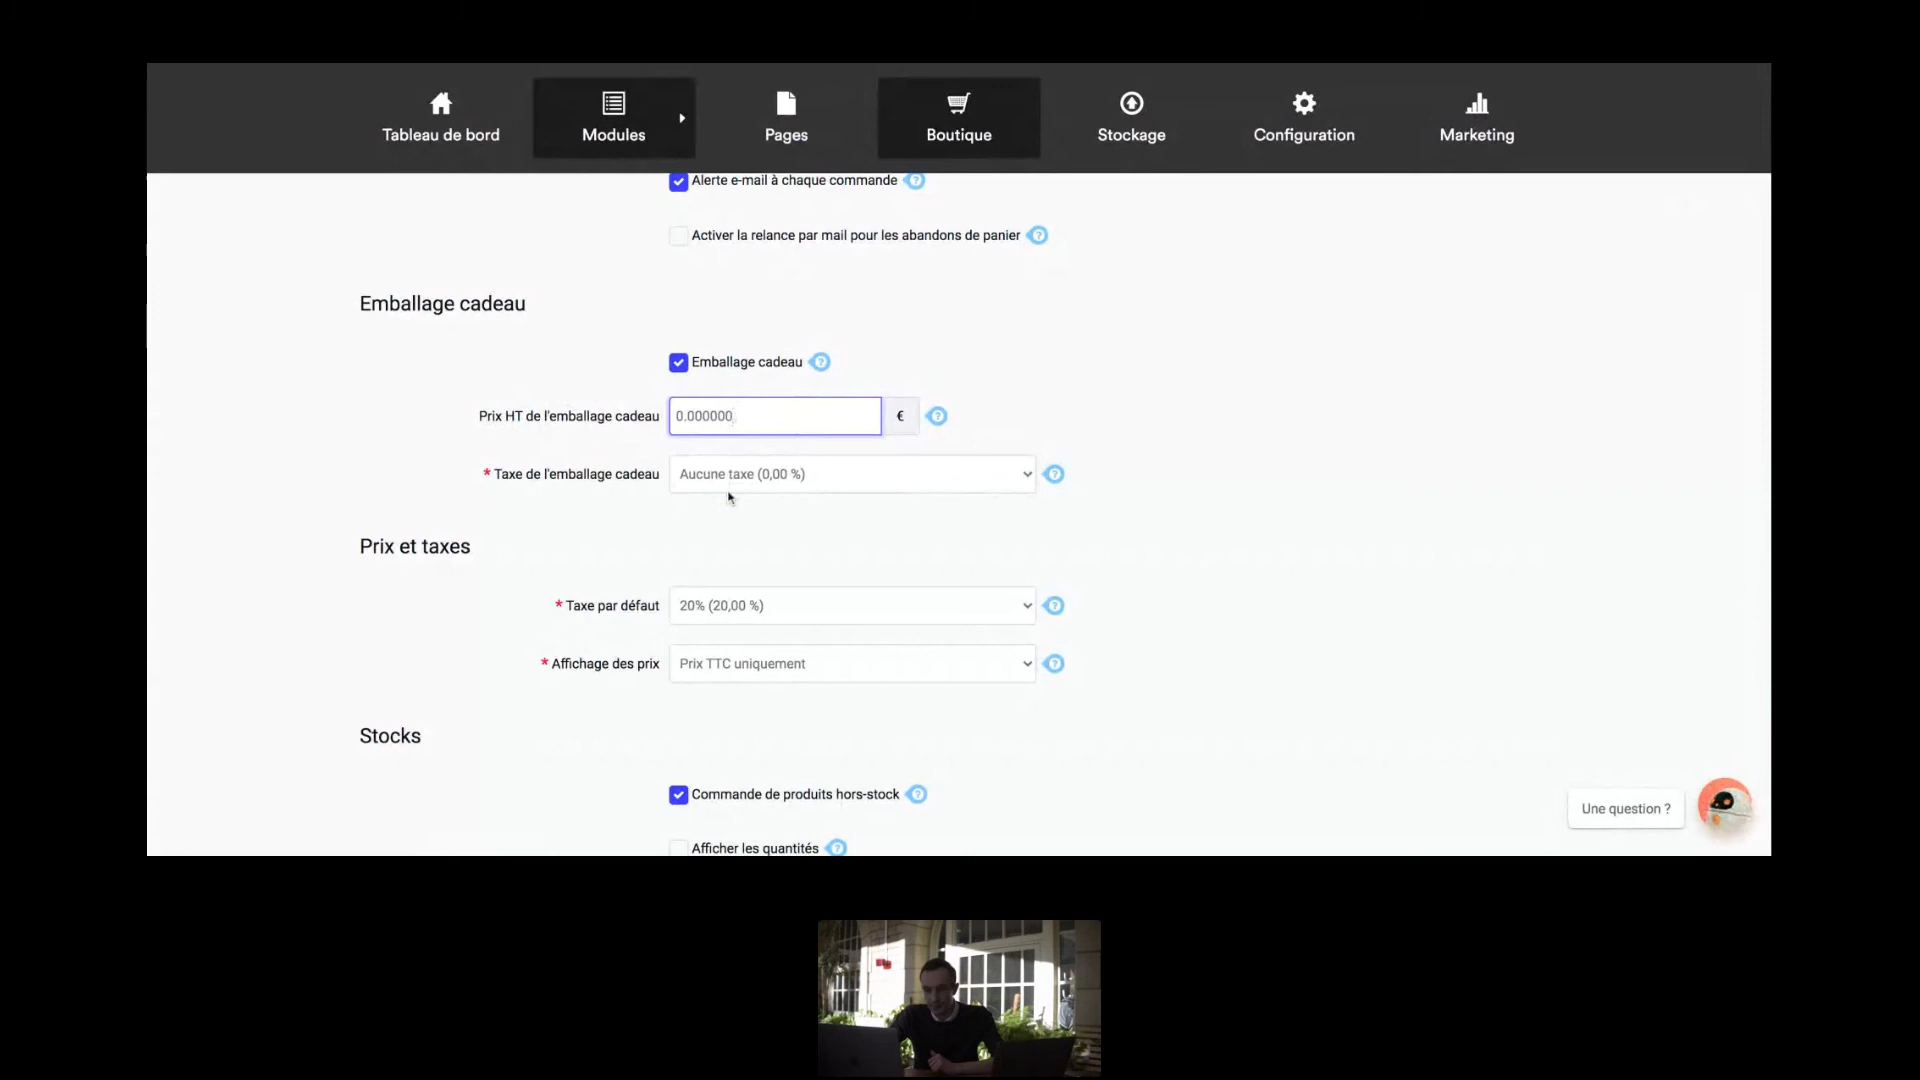 Tableau de bord
Modules
Pages
Boutique
Stockage
Configuration
Marketing
Alerte e-mail à chaque commande ?
Activer la relance par mail pour les abandons de panier ?
Emballage cadeau
Emballage cadeau ?
Prix HT de l'emballage cadeau 0.000000 € ?
* Taxe de l'emballage cadeau Aucune taxe (0,00 %) ?
Prix et taxes
* Taxe par défaut 20% (20,00 %) ?
* Affichage des prix Prix TTC uniquement ?
Stocks
Commande de produits hors-stock ?
Une question ?
Afficher les quantités ?